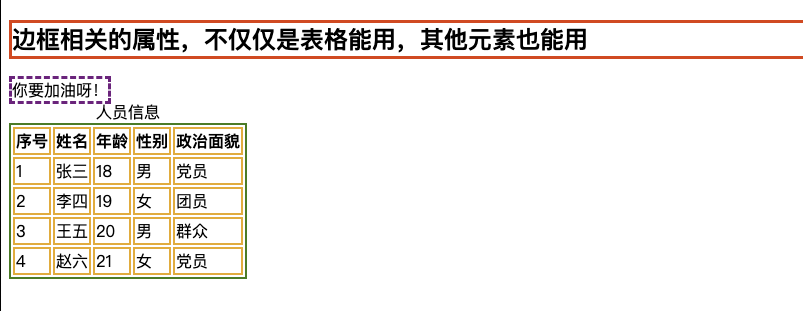 边框相关的属性，不仅仅是表格能用，其他元素也能用
你要加油呀！
人员信息
序号 姓名 年龄 性别 政治面貌
1 张三 18 男 党员
2 李四 19 女 团员
3 王五 20 男 群众
4 赵六 21 女 党员